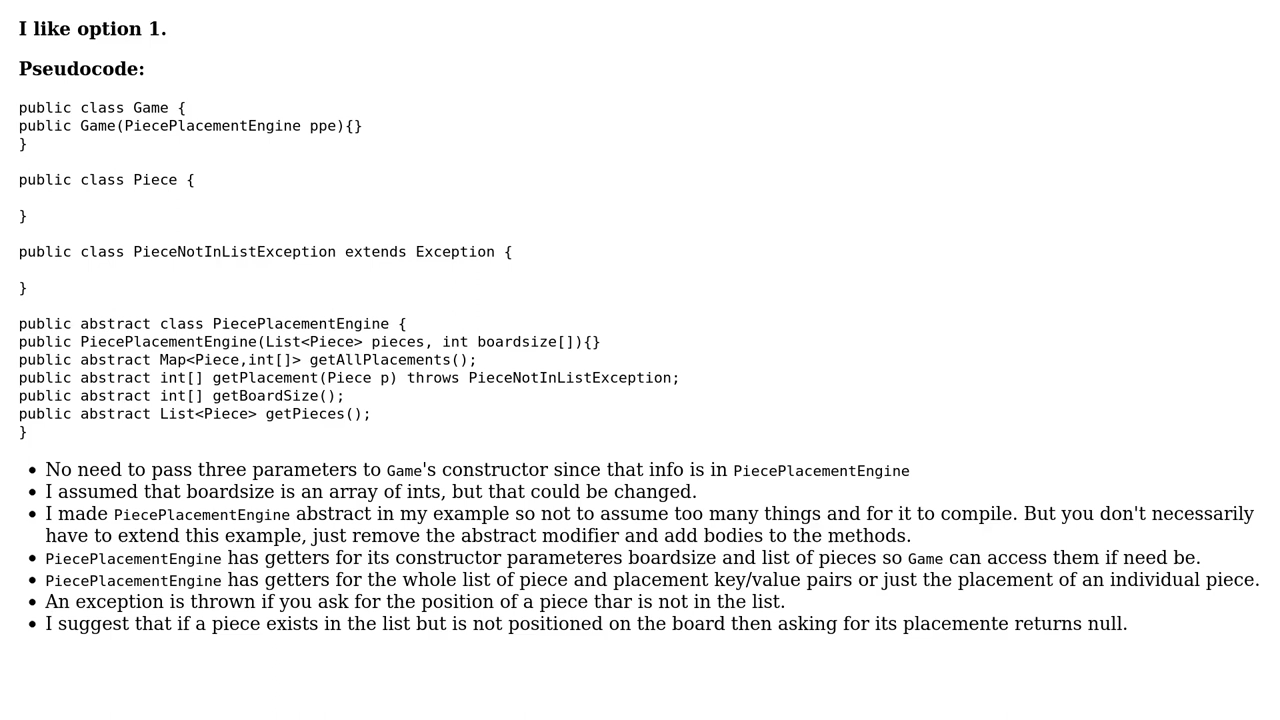 I like option 1.
Pseudocode:
public class Game {
public Game(PiecePlacementEngine ppe){}
}
public class Piece {
}
public class PieceNotInListException extends Exception {
}
public abstract class PiecePlacementEngine {
public PiecePlacementEngine(List<Piece> pieces, int boardsize[]){}
public abstract Map<Piece,int[]> getAllPlacements();
public abstract int[] getPlacement(Piece p) throws PieceNotInListException;
public abstract int[] getBoardSize();
public abstract List<Piece> getPieces();
}
• No need to pass three parameters to Game's constructor since that info is in PiecePlacementEngine
• I assumed that boardsize is an array of ints, but that could be changed.
• I made PiecePlacementEngine abstract in my example so not to assume too many things and for it to compile. But you don't necessarily
have to extend this example, just remove the abstract modifier and add bodies to the methods.
• PiecePlacementEngine has getters for its constructor parameteres boardsize and list of pieces so Game can access them if need be.
• PiecePlacementEngine has getters for the whole list of piece and placement key/value pairs or just the placement of an individual piece.
• An exception is thrown if you ask for the position of a piece thar is not in the list.
• I suggest that if a piece exists in the list but is not positioned on the board then asking for its placemente returns null.